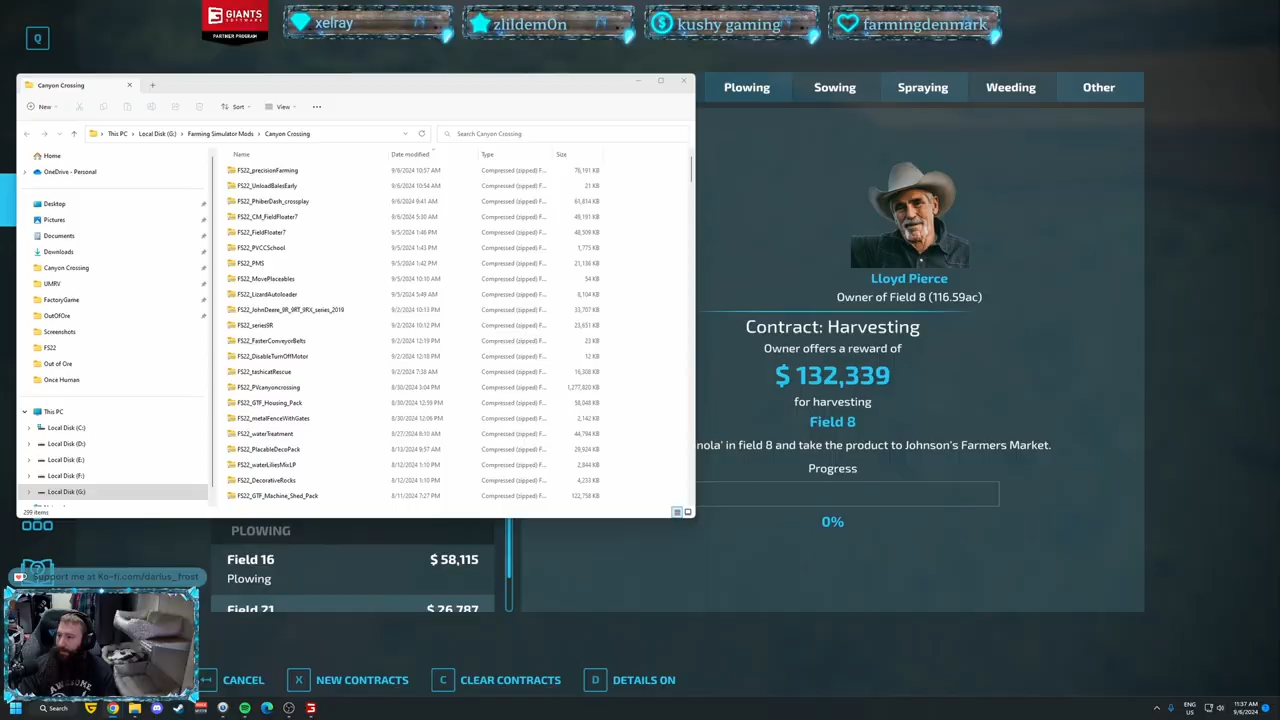 Q
GIANTS
SOFTWARE
PARTNER PROGRAM
xelray
zlildem0n
kushy gaming
farmingdenmark
Canyon Crossing
New
Sort
View
This PC > Local Disk (G:) > Farming Simulator Mods > Canyon Crossing
Search Canyon Crossing
Plowing Sowing Spraying Weeding Other
Home
OneDrive - Personal
Desktop
Pictures
Documents
Downloads
Canyon Crossing
UMRV
FactoryGame
OutOfOre
Screenshots
FS22
Out of Ore
Once Human
This PC
Local Disk (C:)
Local Disk (D:)
Local Disk (E:)
Local Disk (F:)
Local Disk (G:)
Name Date modified Type Size
FS22_precisionFarming 9/6/2024 10:57 AM Compressed (zipped) F... 76,191 KB
FS22_UnloadBalesEarly 9/6/2024 10:54 AM Compressed (zipped) F... 21 KB
FS22_PhiberDash_crossplay 9/6/2024 9:41 AM Compressed (zipped) F... 61,814 KB
FS22_CM_FieldFloater7 9/6/2024 5:30 AM Compressed (zipped) F... 49,191 KB
FS22_FieldFloater7 9/5/2024 1:46 PM Compressed (zipped) F... 48,509 KB
FS22_PVCCSchool 9/5/2024 1:43 PM Compressed (zipped) F... 1,775 KB
FS22_PMS 9/5/2024 1:42 PM Compressed (zipped) F... 21,136 KB
FS22_MovePlaceables 9/5/2024 10:10 AM Compressed (zipped) F... 54 KB
FS22_LizardAutoloader 9/5/2024 5:49 AM Compressed (zipped) F... 8,104 KB
FS22_JohnDeere_9R_9RT_9RX_series_2019 9/2/2024 10:13 PM Compressed (zipped) F... 33,707 KB
FS22_series9R 9/2/2024 10:12 PM Compressed (zipped) F... 23,651 KB
FS22_FasterConveyorBelts 9/2/2024 12:19 PM Compressed (zipped) F... 23 KB
FS22_DisableTurnOffMotor 9/2/2024 12:18 PM Compressed (zipped) F... 12 KB
FS22_tashicatRescue 9/2/2024 7:38 AM Compressed (zipped) F... 16,308 KB
FS22_PVcanyoncrossing 8/30/2024 3:04 PM Compressed (zipped) F... 1,277,820 KB
FS22_GTF_Housing_Pack 8/30/2024 12:59 PM Compressed (zipped) F... 58,048 KB
FS22_metalFenceWithGates 8/30/2024 12:06 PM Compressed (zipped) F... 2,142 KB
FS22_waterTreatment 8/27/2024 6:10 AM Compressed (zipped) F... 44,794 KB
FS22_PlacableDecoPack 8/13/2024 9:57 AM Compressed (zipped) F... 29,924 KB
FS22_waterLiliesMixLP 8/12/2024 1:10 PM Compressed (zipped) F... 2,844 KB
FS22_DecorativeRocks 8/12/2024 1:10 PM Compressed (zipped) F... 4,233 KB
FS22_GTF_Machine_Shed_Pack 8/11/2024 7:27 PM Compressed (zipped) F... 122,758 KB
299 items
Lloyd Pierce
Owner of Field 8 (116.59ac)
Contract: Harvesting
Owner offers a reward of
$ 132,339
for harvesting
Field 8
nola' in field 8 and take the product to Johnson's Farmers Market.
Progress
0%
PLOWING
Field 16 $ 58,115
Plowing
Field 21 $ 26,787
Support me at Ko-fi.com/darius_frost
AWESOME
CANCEL X NEW CONTRACTS C CLEAR CONTRACTS D DETAILS ON
Search
ENG
US
11:37 AM
9/6/2024